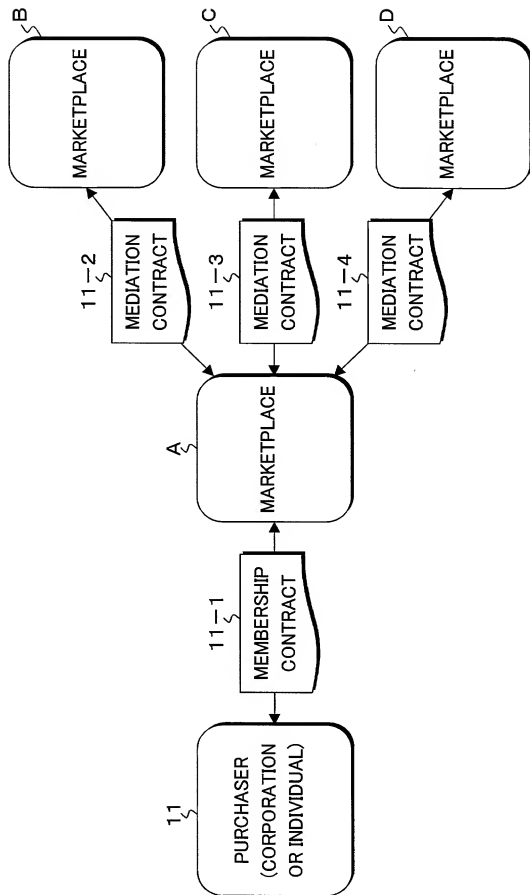 11
PURCHASER
(CORPORATION
OR INDIVIDUAL)
11-1
MEMBERSHIP
CONTRACT
A
MARKETPLACE
11-2
MEDIATION
CONTRACT
11-3
MEDIATION
CONTRACT
11-4
MEDIATION
CONTRACT
B
MARKETPLACE
C
MARKETPLACE
D
MARKETPLACE